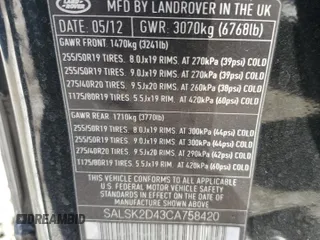 LAND ROVER
MFD BY LANDROVER IN THE UK
DATE: 05/12 GWR: 3070kg (6768lb)
GAWR FRONT 1470kg (3241lb)
255/50R19 TIRES 8.0Jx19 RIMS AT 270kPa (39psi) COLD
255/50R19 TIRES 9.0Jx19 RIMS AT 270kPa (39psi) COLD
275/40R20 TIRES 9.5Jx20 RIMS AT 260kPa (38psi) COLD
T175/80R19 TIRES 5.5Jx19 RIMS AT 420kPa (60psi) COLD
GAWR REAR: 1710kg (3770lb)
255/50R19 TIRES 8.0Jx19 RIMS AT 300kPa (44psi) COLD
255/50R19 TIRES 9.0Jx19 RIMS AT 300kPa (44psi) COLD
275/40R20 TIRES 9.5Jx20 RIMS AT 290kPa (42psi) COLD
T175/80R19 TIRES 5.5Jx19 RIMS AT 420kPa (60psi) COLD
THIS VEHICLE CONFORMS TO ALL APPLICABLE
FEDERAL MOTOR VEHICLE SAFETY
STANDARDS IN EFFECT ON THE DATE OF
MANUFACTURE SHOWN ABOVE
SALSK2D43CA758420
DREAMBID